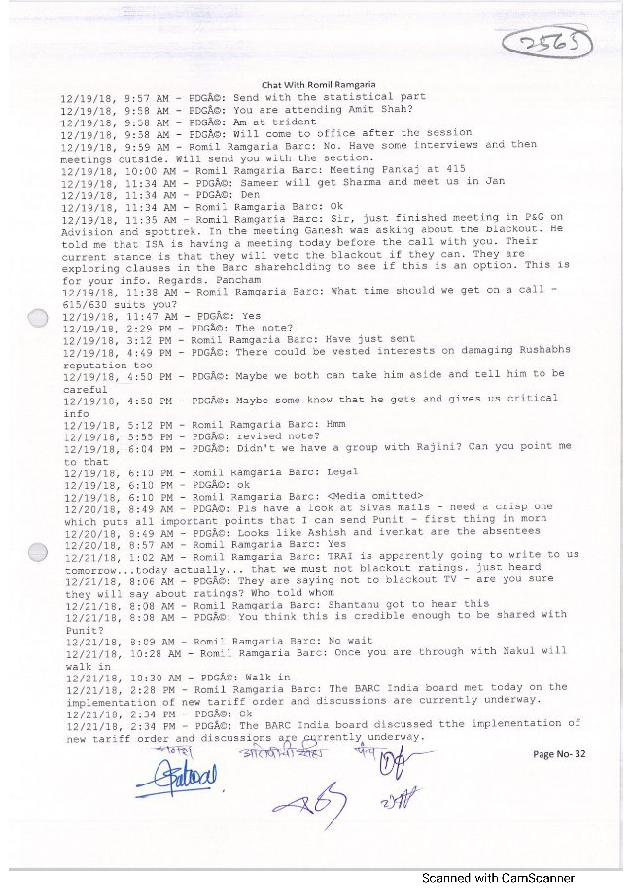 2563
Chat With Romil Ramgaria
12/19/18, 9:57 AM - PDGÃ©: Send with the statistical part
12/19/18, 9:58 AM - PDGÃ©: You are attending Amit Shah?
12/19/18, 9:58 AM - PDGÃ©: Am at trident
12/19/18, 9:58 AM - PDGÃ©: Will come to office after the session
12/19/18, 9:59 AM - Romil Ramgaria Barc: No. Have some interviews and then
meetings outside. Will send you with the section.
12/19/18, 10:00 AM - Romil Ramgaria Barc: Meeting Pankaj at 415
12/19/18, 11:34 AM - PDGÃ©: Sameer will get Sharma and meet us in Jan
12/19/18, 11:34 AM - PDGÃ©: Den
12/19/18, 11:34 AM - Romil Ramgaria Barc: Ok
12/19/18, 11:35 AM - Romil Ramgaria Barc: Sir, just finished meeting in P&G on
Advision and spottrek. In the meeting Ganesh was asking about the blackout. He
told me that ISA is having a meeting today before the call with you. Their
current stance is that they will veto the blackout if they can. They are
exploring clauses in the Barc shareholding to see if this is an option. This is
for your info. Regards. Pancham
12/19/18, 11:38 AM - Romil Ramgaria Barc: What time should we get on a call -
615/630 suits you?
12/19/18, 11:47 AM - PDGÃ©: Yes
12/19/18, 2:29 PM - PDGÃ©: The note?
12/19/18, 3:12 PM - Romil Ramgaria Barc: Have just sent
12/19/18, 4:49 PM - PDGÃ©: There could be vested interests on damaging Rushabhs
reputation too
12/19/18, 4:50 PM - PDGÃ©: Maybe we both can take him aside and tell him to be
careful
12/19/18, 4:50 PM - PDGÃ©: Maybe some know that he gets and gives us critical
info
12/19/18, 5:12 PM - Romil Ramgaria Barc: Hmm
12/19/18, 5:55 PM - PDGÃ©: revised note?
12/19/18, 6:04 PM - PDGÃ©: Didn't we have a group with Rajini? Can you point me
to that
12/19/18, 6:10 PM - Romil Ramgaria Barc: Legal
12/19/18, 6:10 PM - PDGÃ©: ok
12/19/18, 6:10 PM - Romil Ramgaria Barc: <Media omitted>
12/20/18, 8:49 AM - PDGÃ©: Pls have a look at Sivas mails - need a crisp one
which puts all important points that I can send Punit - first thing in morn
12/20/18, 8:49 AM - PDGÃ©: Looks like Ashish and iverkat are the absentees
12/20/18, 8:57 AM - Romil Ramgaria Barc: Yes
12/21/18, 1:02 AM - Romil Ramgaria Barc: TRAI is apparently going to write to us
tomorrow...today actually... that we must not blackout ratings. just heard
12/21/18, 8:06 AM - PDGÃ©: They are saying not to blackout TV - are you sure
they will say about ratings? Who told whom
12/21/18, 8:08 AM - Romil Ramgaria Barc: Shantanu got to hear this
12/21/18, 8:08 AM - PDGÃ©: You think this is credible enough to be shared with
Punit?
12/21/18, 8:09 AM - Romil Ramgaria Barc: No wait
12/21/18, 10:28 AM - Romil Ramgaria Barc: Once you are through with Nakul will
walk in
12/21/18, 10:30 AM - PDGÃ©: Walk in
12/21/18, 2:28 PM - Romil Ramgaria Barc: The BARC India board met today on the
implementation of new tariff order and discussions are currently underway.
12/21/18, 2:34 PM - PDGÃ©: Ok
12/21/18, 2:34 PM - PDGÃ©: The BARC India board discussed tthe implenentation of
new tariff order and discussions are currently underway.
पंच
Page No- 32
Scanned with CamScanner